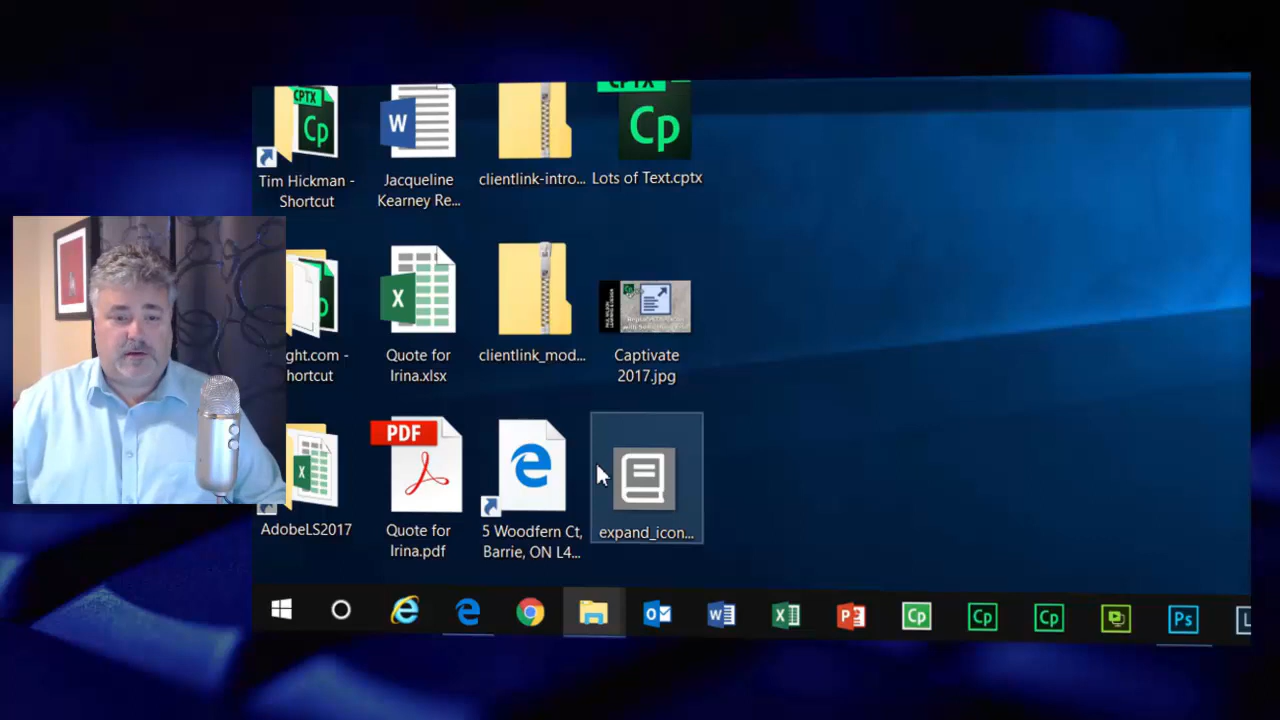 CPTX
Cp
Tim Hickman -
Shortcut
W
Jacqueline
Kearney Re...
clientlink-intro...
CPTX
Cp
Lots of Text.cptx
ght.com -
hortcut
X
Quote for
Irina.xlsx
clientlink_mod...
Captivate
2017.jpg
X
AdobeLS2017
PDF
Quote for
Irina.pdf
5 Woodfern Ct,
Barrie, ON L4...
expand_icon...
W
X
P
Cp
Cp
Cp
Ps
L